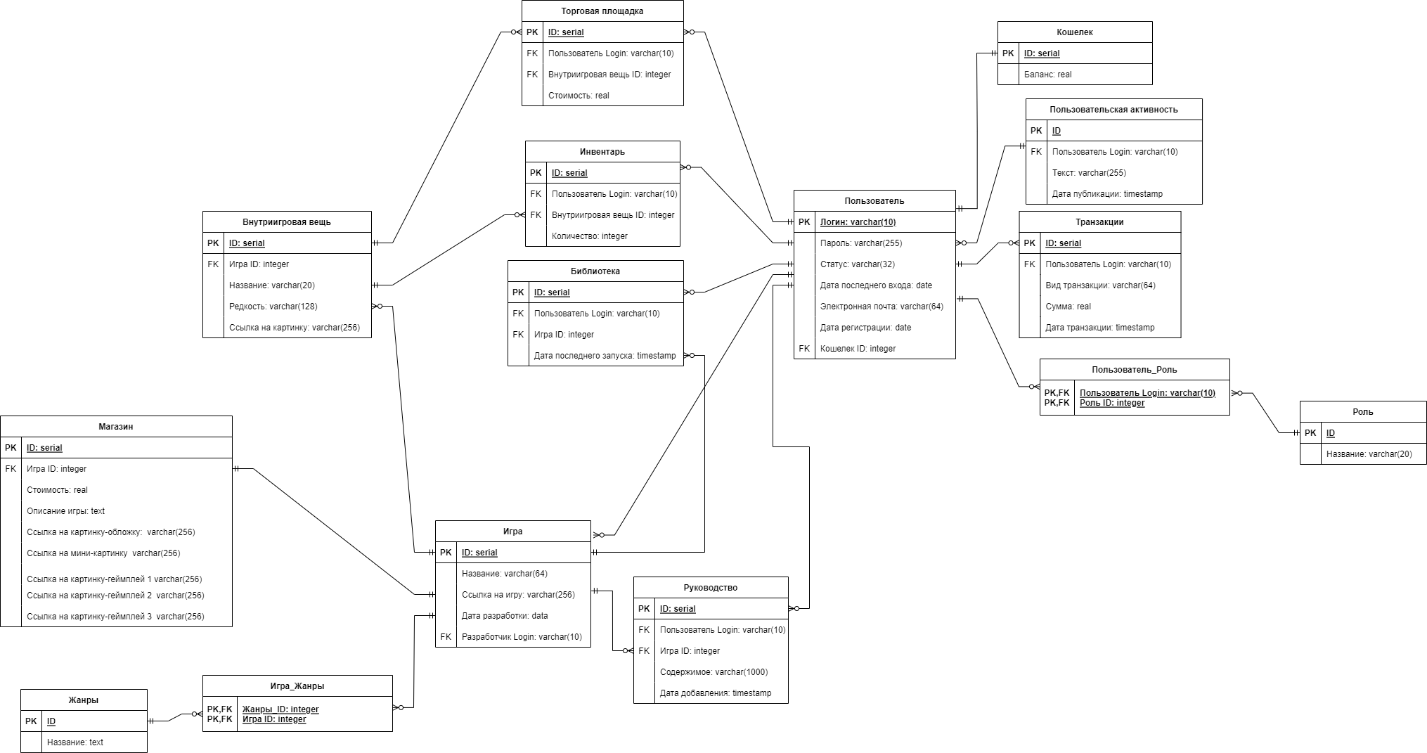 Торговая площадка
PK ID: serial
FK Пользователь Login: varchar(10)
FK Внутриигровая вещь ID: integer
Стоимость: real
Кошелек
PK ID: serial
Баланс: real
Пользовательская активность
PK ID
FK Пользователь Login: varchar(10)
Текст: varchar(255)
Дата публикации: timestamp
Инвентарь
PK ID: serial
FK Пользователь Login: varchar(10)
FK Внутриигровая вещь ID: integer
Количество: integer
Пользователь
PK Логин: varchar(10)
Пароль: varchar(255)
Статус: varchar(32)
Дата последнего входа: date
Электронная почта: varchar(64)
Дата регистрации: date
FK Кошелек ID: integer
Внутриигровая вещь
PK ID: serial
FK Игра ID: integer
Название: varchar(20)
Редкость: varchar(128)
Ссылка на картинку: varchar(256)
Транзакции
PK ID: serial
FK Пользователь Login: varchar(10)
Вид транзакции: varchar(64)
Сумма: real
Дата транзакции: timestamp
Библиотека
PK ID: serial
FK Пользователь Login: varchar(10)
FK Игра ID: integer
Дата последнего запуска: timestamp
Пользователь_Роль
PK,FK Пользователь Login: varchar(10)
PK,FK Роль ID: integer
Роль
PK ID
Название: varchar(20)
Магазин
PK ID: serial
FK Игра ID: integer
Стоимость: real
Описание игры: text
Ссылка на картинку-обложку: varchar(256)
Ссылка на мини-картинку varchar(256)
Ссылка на картинку-геймплей 1 varchar(256)
Ссылка на картинку-геймплей 2 varchar(256)
Ссылка на картинку-геймплей 3 varchar(256)
Игра
PK ID: serial
Название: varchar(64)
Ссылка на игру: varchar(256)
Дата разработки: data
FK Разработчик Login: varchar(10)
Руководство
PK ID: serial
FK Пользователь Login: varchar(10)
FK Игра ID: integer
Содержимое: varchar(1000)
Дата добавления: timestamp
Игра_Жанры
PK,FK Жанры_ID: integer
PK,FK Игра ID: integer
Жанры
PK ID
Название: text